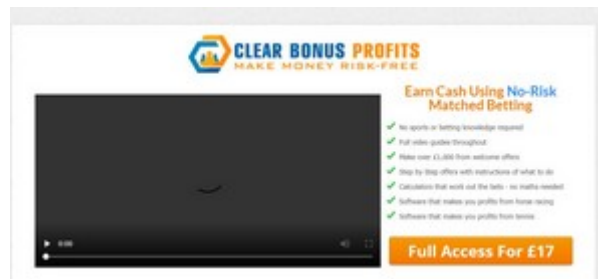 CLEAR BONUS PROFITS
MAKE MONEY RISK-FREE
Earn Cash Using No-Risk
Matched Betting
No sports or betting knowledge required
Full video guides throughout
Make over £1,000 from welcome offers
Step by Step offers with instructions of what to do
Calculators that work out the bets - no maths needed
Software that makes you profits from horse racing
Software that makes you profits from tennis
0:00
Full Access For £17